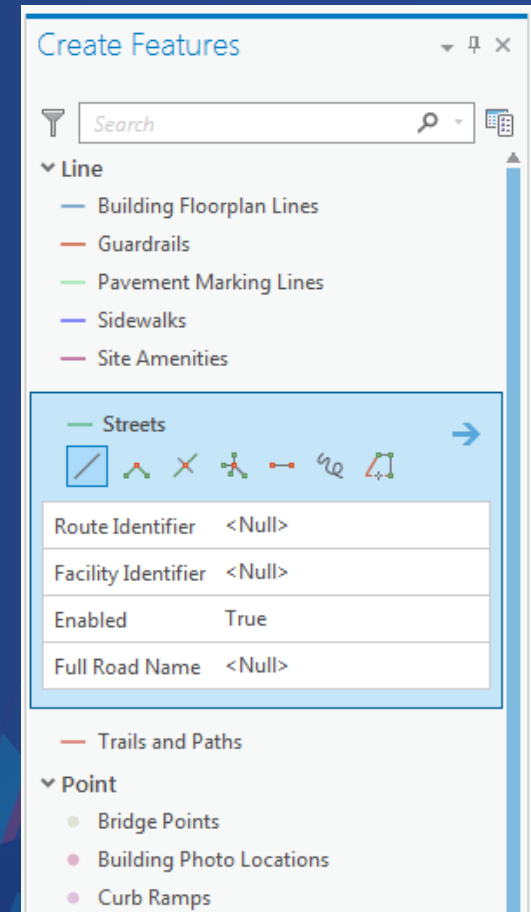 Create Features
Search
Line
Building Floorplan Lines
Guardrails
Pavement Marking Lines
Sidewalks
Site Amenities
Streets
Route Identifier <Null>
Facility Identifier <Null>
Enabled True
Full Road Name <Null>
Trails and Paths
Point
Bridge Points
Building Photo Locations
Curb Ramps